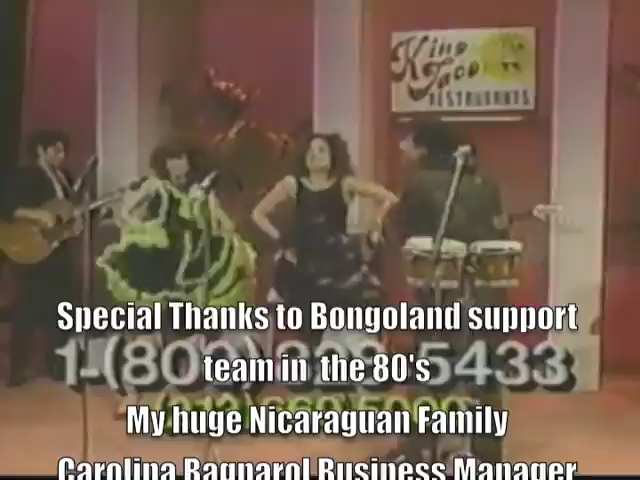 King
Taco
RESTAURANTS
Special Thanks to Bongoland support
team in the 80's
My huge Nicaraguan Family
Carolina Bagnarol Business Manager
1-(800) 5433